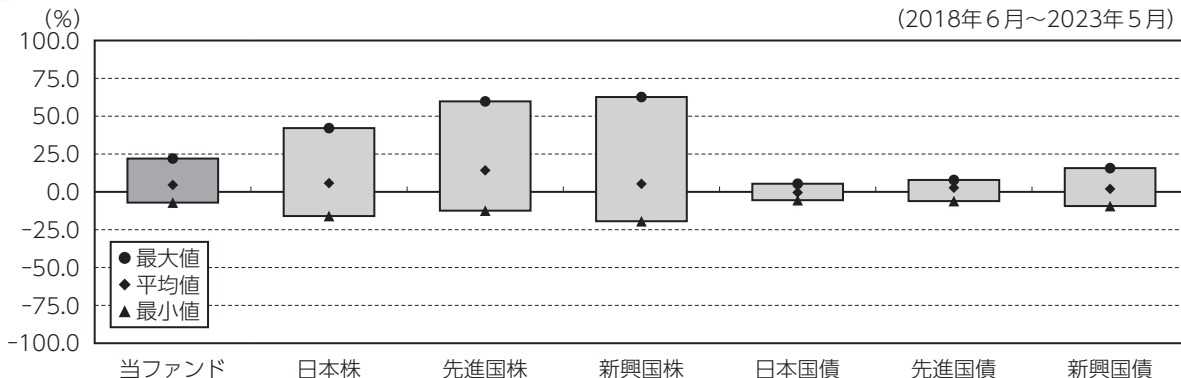 (%)
(2018年6月～2023年5月)
100.0
75.0
50.0
25.0
0.0
-25.0
-50.0
-75.0
-100.0
●最大値
◆平均値
▲最小値
当ファンド 日本株 先進国株 新興国株 日本国債 先進国債 新興国債